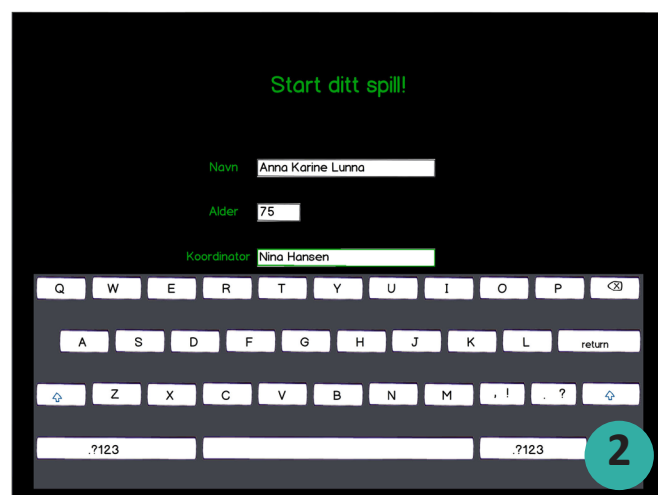 Start ditt spill!
Navn Anna Karine Lunna
Alder 75
Koordinator Nina Hansen
Q W E R T Y U I O P
A S D F G H J K L return
Z X C V B N M , ! . ?
.?123 .?123
2